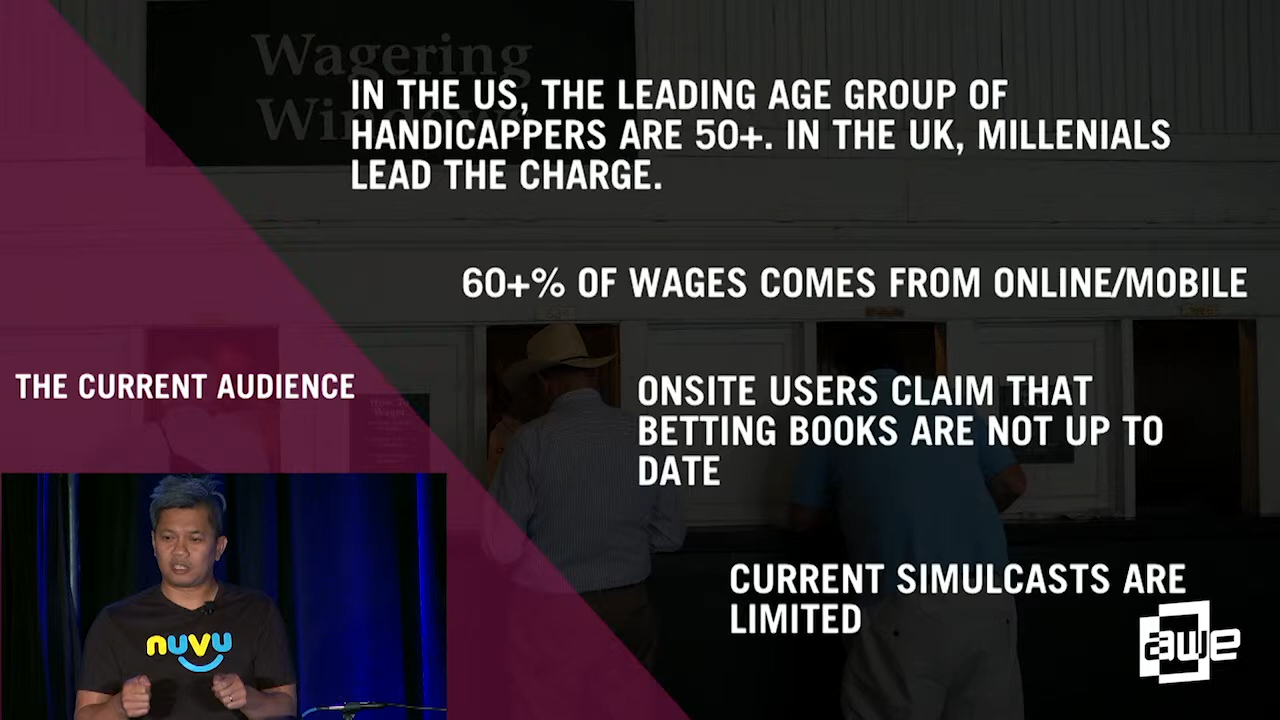 Wagering
Windows
IN THE US, THE LEADING AGE GROUP OF
HANDICAPPERS ARE 50+. IN THE UK, MILLENIALS
LEAD THE CHARGE.
60+% OF WAGES COMES FROM ONLINE/MOBILE
THE CURRENT AUDIENCE
ONSITE USERS CLAIM THAT
BETTING BOOKS ARE NOT UP TO
DATE
CURRENT SIMULCASTS ARE
LIMITED
nuvu
awe